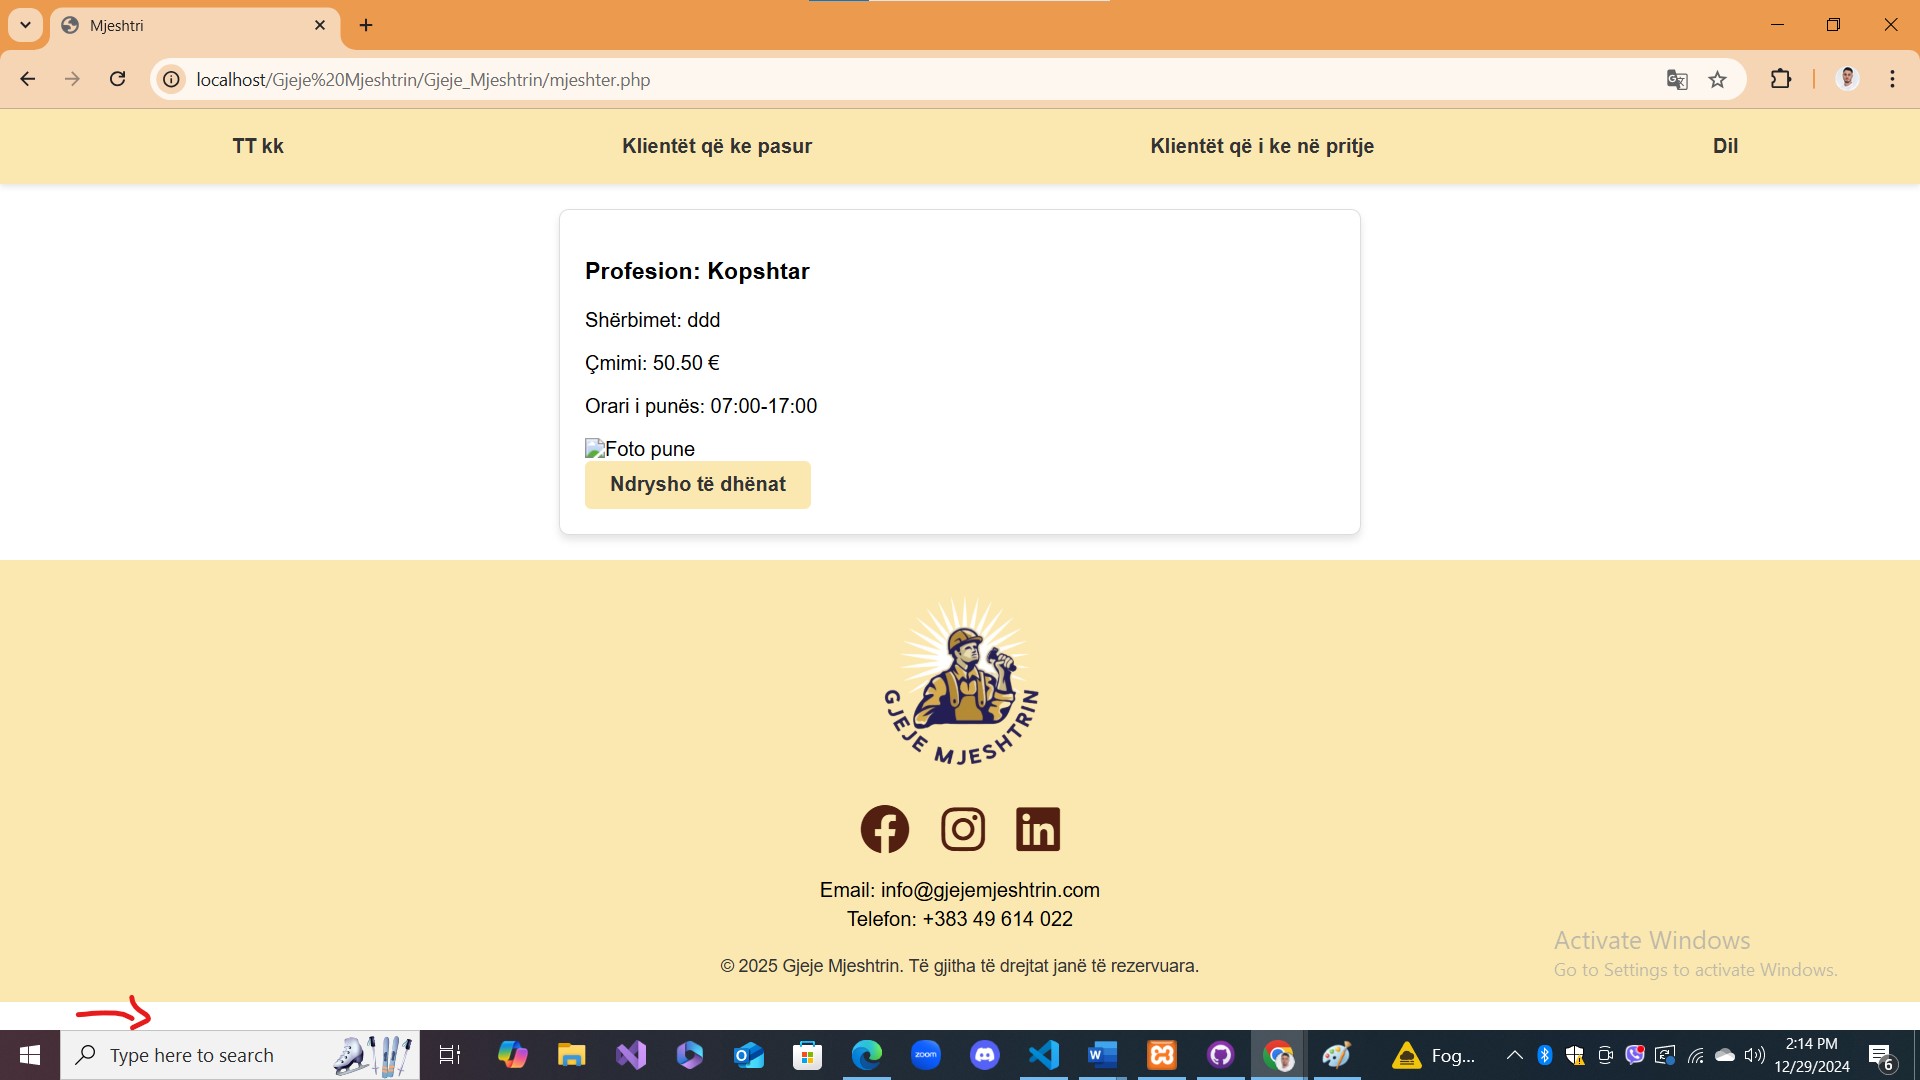 Mjeshtri
localhost/Gjeje%20Mjeshtrin/Gjeje_Mjeshtrin/mjeshter.php
TT kk
Klientët që ke pasur
Klientët që i ke në pritje
Dil
Profesion: Kopshtar
Shërbimet: ddd
Çmimi: 50.50 €
Orari i punës: 07:00-17:00
Foto pune
Ndrysho të dhënat
GJEJE MJESHTRIN
Email: info@gjejemjeshtrin.com
Telefon: +383 49 614 022
© 2025 Gjeje Mjeshtrin. Të gjitha të drejtat janë të rezervuara.
Activate Windows
Go to Settings to activate Windows.
Type here to search
zoom
Fog...
2:14 PM
12/29/2024
6